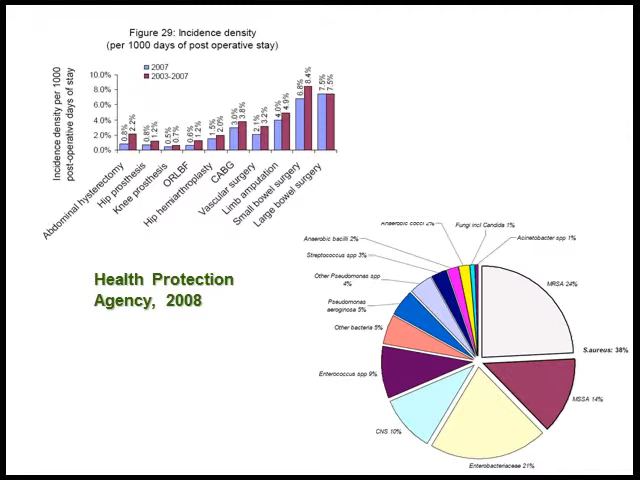 Figure 29: Incidence density
(per 1000 days of post operative stay)
2007
2003-2007
Incidence density per 1000
post-operative days of stay
10.0%
8.0%
6.0%
4.0%
2.0%
0.0%
0.8%
2.2%
0.8%
1.2%
0.5%
0.7%
0.6%
1.2%
1.5%
2.0%
3.0%
3.8%
2.1%
3.2%
4.0%
4.9%
6.8%
8.4%
7.5%
7.5%
Abdominal hysterectomy
Hip prosthesis
Knee prosthesis
ORLBF
Hip hemiarthroplasty
CABG
Vascular surgery
Limb amputation
Small bowel surgery
Large bowel surgery
Health Protection
Agency, 2008
Anaerobic cocci 2%
Fungi incl Candida 1%
Acinetobacter spp 1%
Anaerobic bacilli 2%
Streptococcus spp 3%
Other Pseudomonas spp
4%
Pseudomonas
aeroginosa 5%
Other bacteria 5%
Enterococcus spp 9%
CNS 10%
Enterobacteriaceae 21%
MSSA 14%
S.aureus: 38%
MRSA 24%